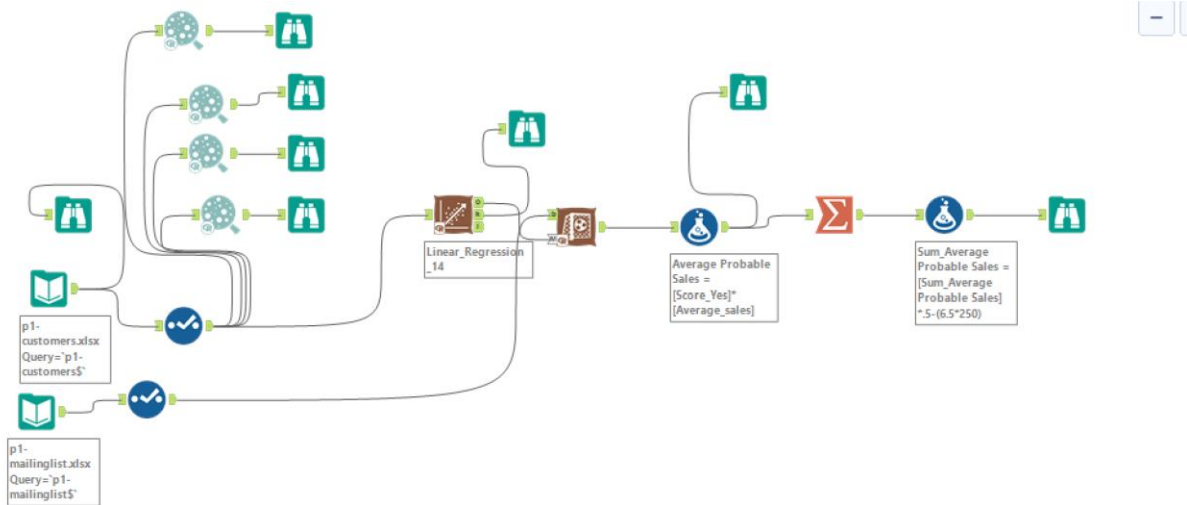 p1-
customers.xlsx
Query=`p1-
customers$`
p1-
mailinglist.xlsx
Query=`p1-
mailinglist$`
Linear_Regression
_14
O
R
I
Average Probable
Sales =
[Score_Yes]*
[Average_sales]
Sum_Average
Probable Sales =
[Sum_Average
Probable Sales]
*.5-(6.5*250)